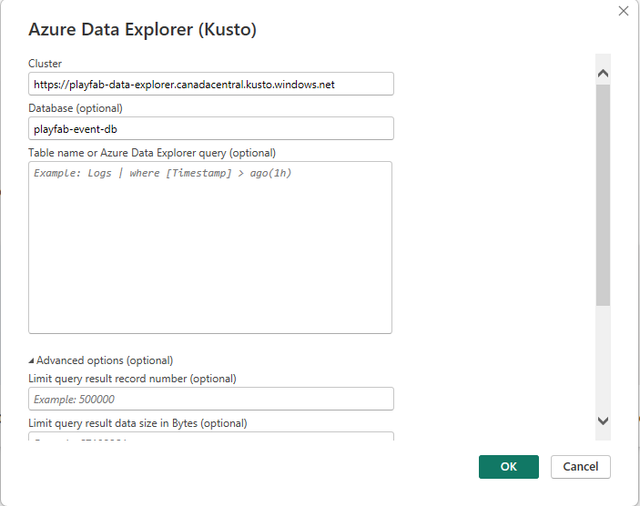 Azure Data Explorer (Kusto)
Cluster
https://playfab-data-explorer.canadacentral.kusto.windows.net
Database (optional)
playfab-event-db
Table name or Azure Data Explorer query (optional)
Example: Logs | where [Timestamp] > ago(1h)
Advanced options (optional)
Limit query result record number (optional)
Example: 500000
Limit query result data size in Bytes (optional)
OK
Cancel